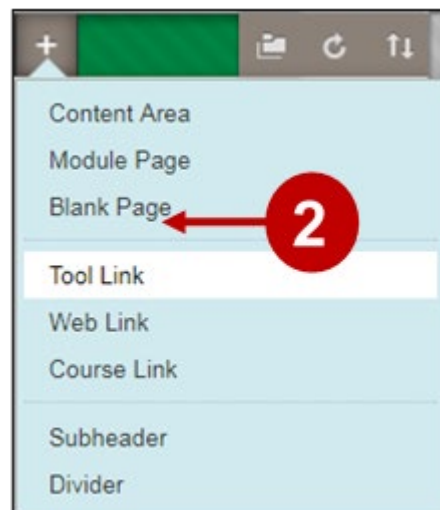 +
Content Area
Module Page
Blank Page
2
Tool Link
Web Link
Course Link
Subheader
Divider